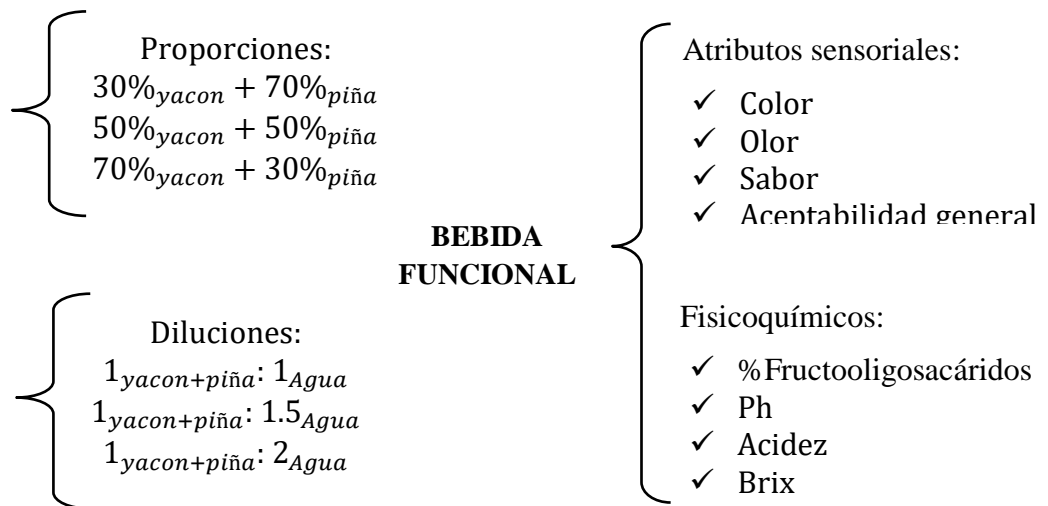 Proporciones:
30%yacon + 70%piña
50%yacon + 50%piña
70%yacon + 30%piña
Diluciones:
1yacon+piña: 1Agua
1yacon+piña: 1.5Agua
1yacon+piña: 2Agua
BEBIDA
FUNCIONAL
Atributos sensoriales:
✓ Color
✓ Olor
✓ Sabor
✓ Aceptabilidad general
Fisicoquímicos:
✓ %Fructooligosacáridos
✓ Ph
✓ Acidez
✓ Brix